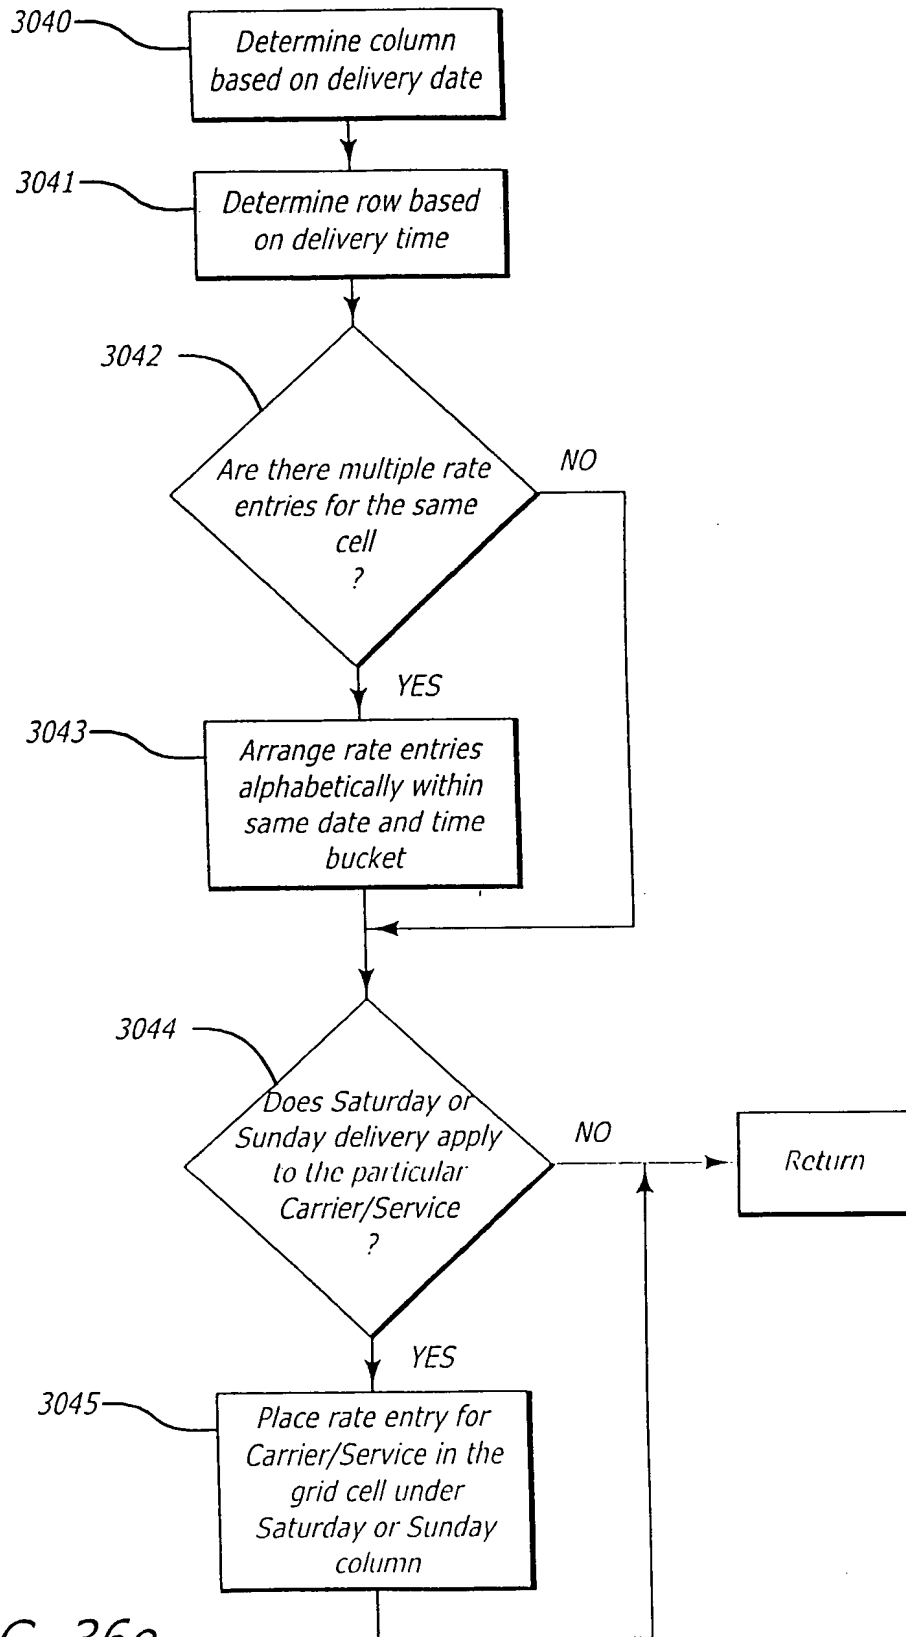 3040
Determine column
based on delivery date
3041
Determine row based
on delivery time
3042
Are there multiple rate
entries for the same
cell
?
NO
YES
3043
Arrange rate entries
alphabetically within
same date and time
bucket
3044
Does Saturday or
Sunday delivery apply
to the particular
Carrier/Service
?
NO
Return
YES
3045
Place rate entry for
Carrier/Service in the
grid cell under
Saturday or Sunday
column